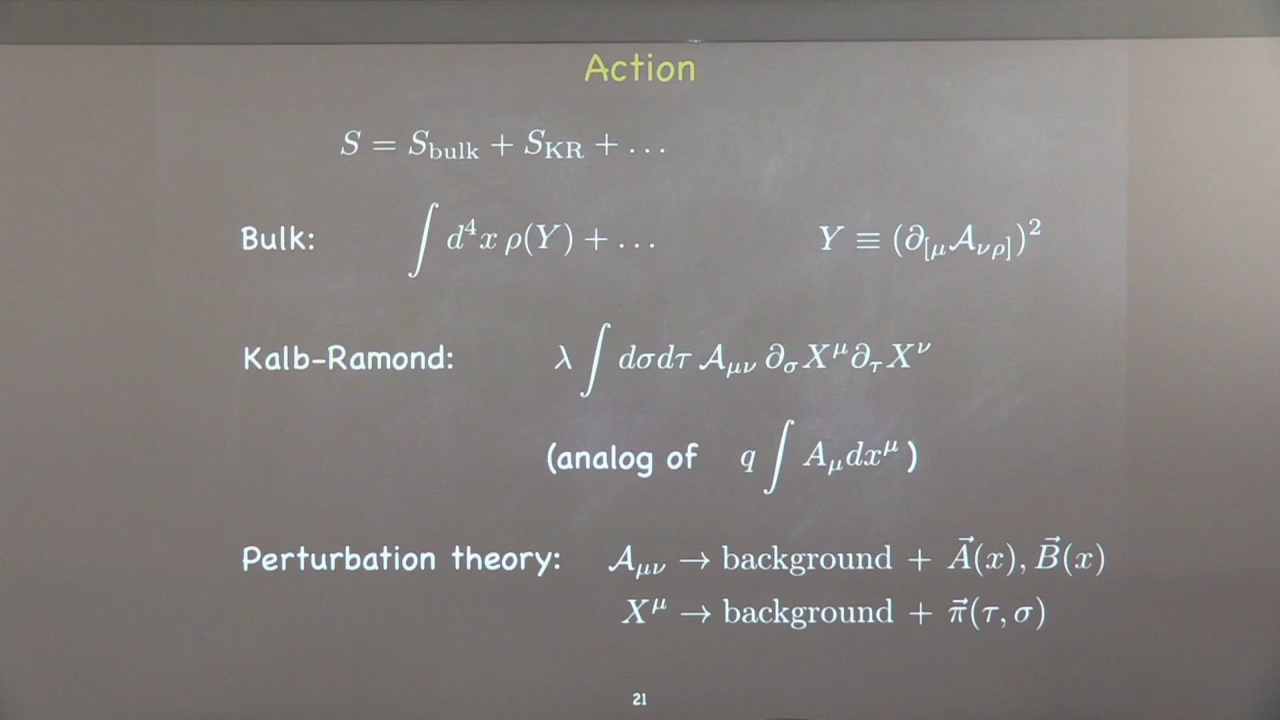 Action
S = S_bulk + S_KR + ...
Bulk: ∫ d⁴x ρ(Y) + ... Y ≡ (∂_[μ 𝒜_νρ])²
Kalb-Ramond: λ ∫ dσdτ 𝒜_μν ∂_σ X^μ ∂_τ X^ν
(analog of q ∫ A_μ dx^μ )
Perturbation theory: 𝒜_μν → background + A⃗(x), B⃗(x)
X^μ → background + π⃗(τ, σ)
21